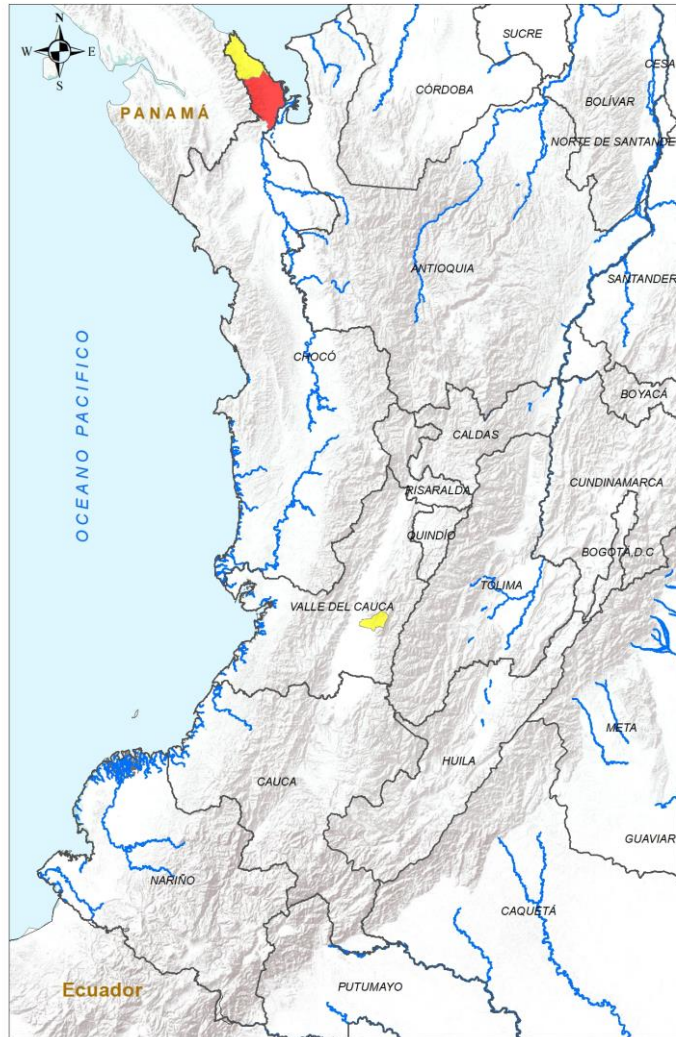 N
W E
S
SUCRE
CESA
CÓRDOBA
BOLÍVAR
PANAMÁ
NORTE DE SANTANDE
ANTIOQUIA
SANTANDER
OCEANO PACIFICO
CHOCÓ
BOYACÁ
CALDAS
CUNDINAMARCA
RISARALDA
QUINDÍO
BOGOTÁ, D.C
TOLIMA
VALLE DEL CAUCA
META
HUILA
CAUCA
GUAVIAR
NARIÑO
CAQUETÁ
Ecuador
PUTUMAYO